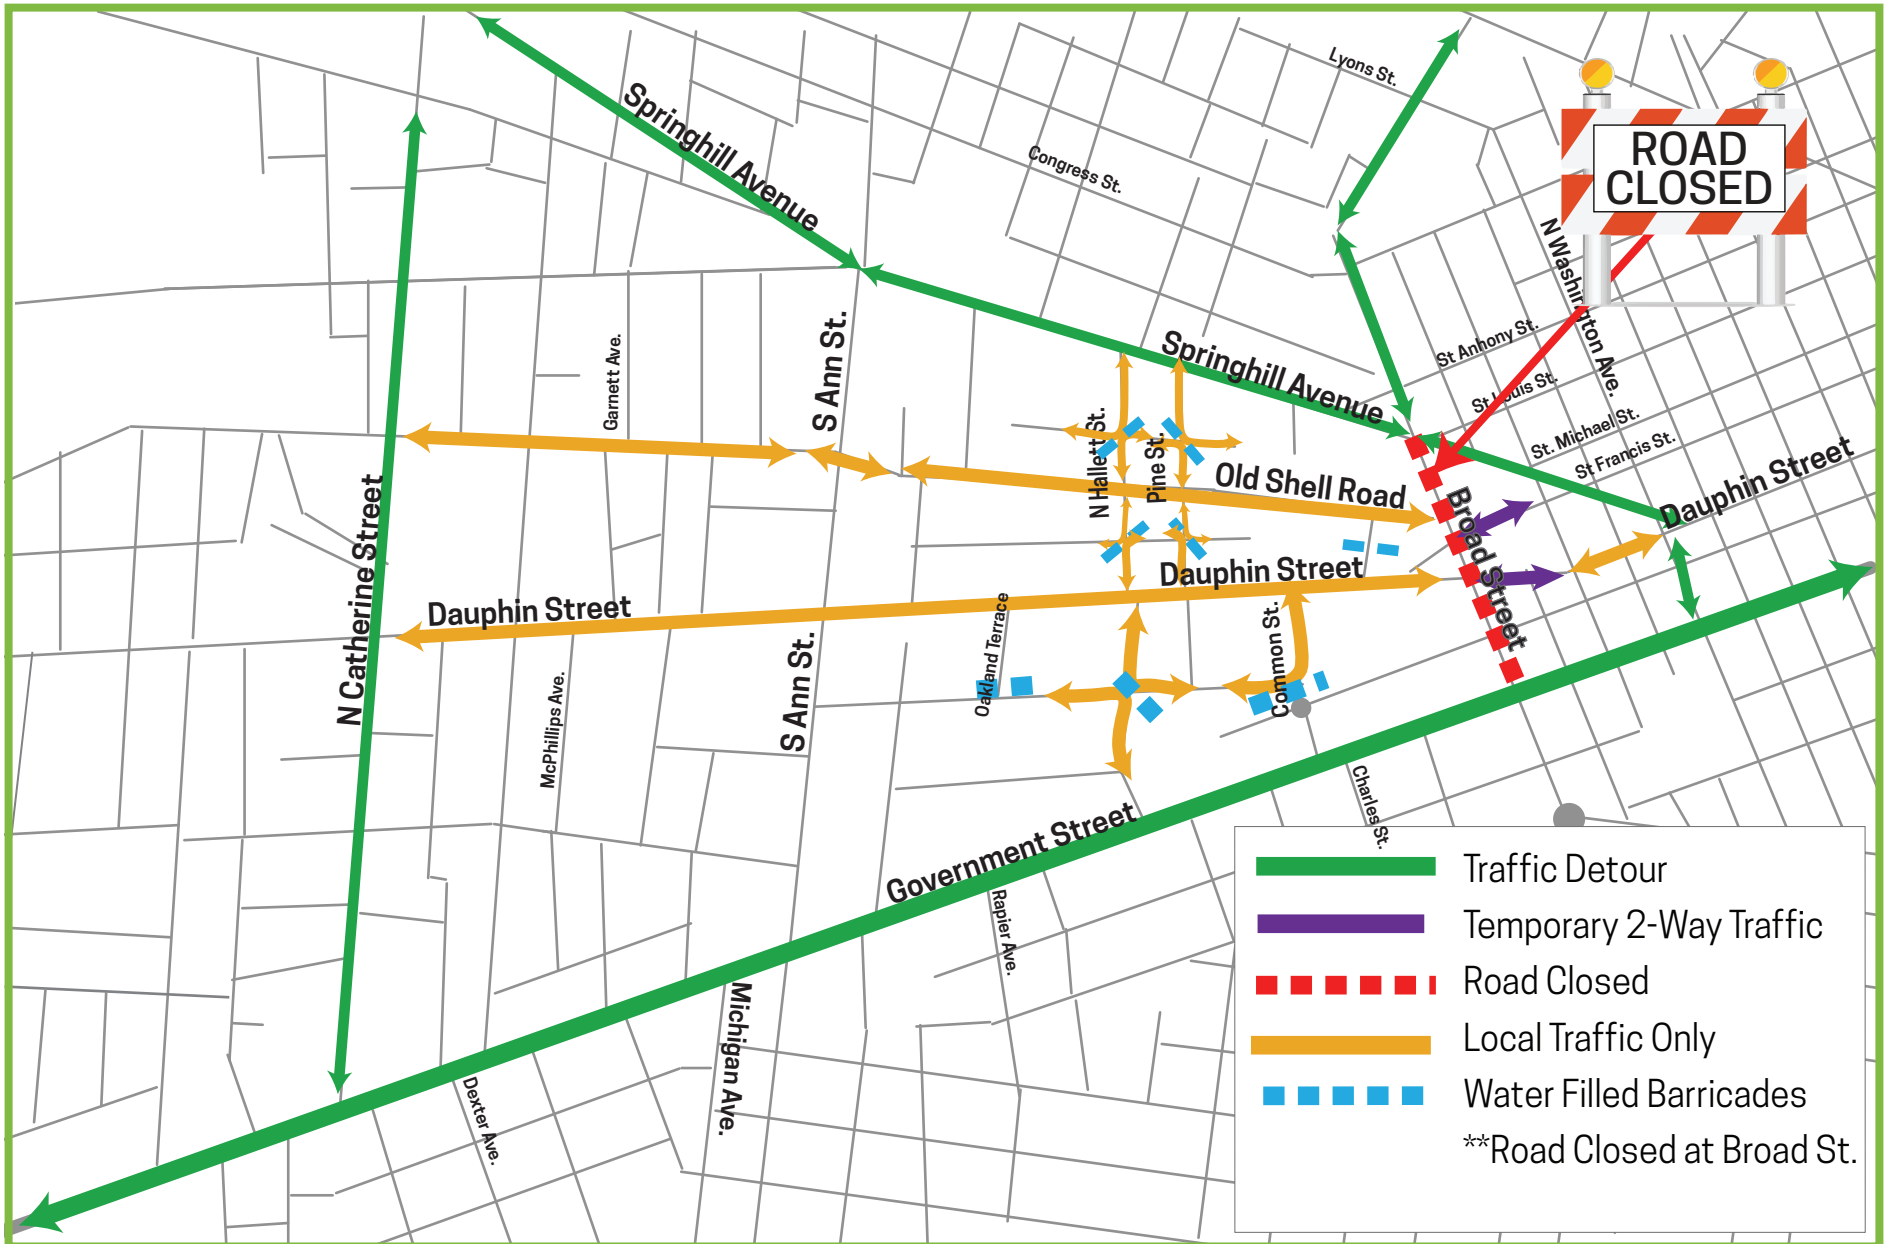 Lyons St.
ROAD
CLOSED
Springhill Avenue
Congress St.
N Washington Ave.
St Anhony St.
S Ann St.
Garnett Ave.
Springhill Avenue
St Louis St.
St. Michael St.
St Francis St.
N Hallett St.
Pine St.
Old Shell Road
Dauphin Street
Broad Street
N Catherine Street
Dauphin Street
Dauphin Street
Oakland Terrace
Common St.
S Ann St.
McPhillips Ave.
Charles St.
Government Street
Rapier Ave.
Michigan Ave.
Dexter Ave.
Traffic Detour
Temporary 2-Way Traffic
Road Closed
Local Traffic Only
Water Filled Barricades
**Road Closed at Broad St.